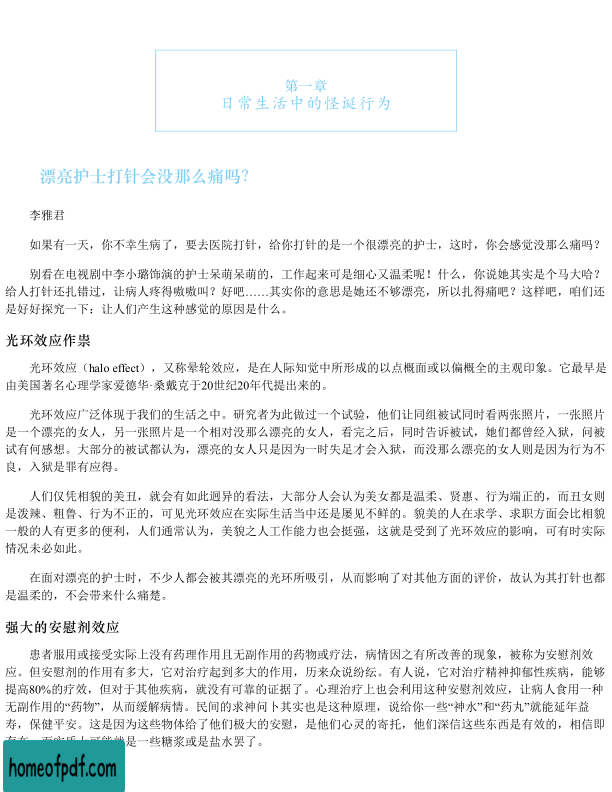 第一章
日常生活中的怪诞行为
漂亮护士打针会没那么痛吗?
李雅君
如果有一天，你不幸生病了，要去医院打针，给你打针的是一个很漂亮的护士，这时，你会感觉没那么痛吗？
别看在电视剧中李小璐饰演的护士呆萌呆萌的，工作起来可是细心又温柔呢！什么，你说她其实是个马大哈？
给人打针还扎错过，让病人疼得嗷嗷叫？好吧……其实你的意思是她还不够漂亮，所以扎得痛吧？这样吧，咱们还
是好好探究一下：让人们产生这种感觉的原因是什么。
光环效应作祟
光环效应（halo effect），又称晕轮效应，是在人际知觉中所形成的以点概面或以偏概全的主观印象。它最早是
由美国著名心理学家爱德华·桑戴克于20世纪20年代提出来的。
光环效应广泛体现于我们的生活之中。研究者为此做过一个试验，他们让同组被试同时看两张照片，一张照片
是一个漂亮的女人，另一张照片是一个相对没那么漂亮的女人，看完之后，同时告诉被试，她们都曾经入狱，问被
试有何感想。大部分的被试都认为，漂亮的女人只是因为一时失足才会入狱，而没那么漂亮的女人则是因为行为不
良，入狱是罪有应得。
人们仅凭相貌的美丑，就会有如此迥异的看法，大部分人会认为美女都是温柔、贤惠、行为端正的，而丑女则
是泼辣、粗鲁、行为不正的，可见光环效应在实际生活当中还是屡见不鲜的。貌美的人在求学、求职方面会比相貌
一般的人有更多的便利，人们通常认为，美貌之人工作能力也会挺强，这就是受到了光环效应的影响，可有时实际
情况未必如此。
在面对漂亮的护士时，不少人都会被其漂亮的光环所吸引，从而影响了对其他方面的评价，故认为其打针也都
是温柔的，不会带来什么痛楚。
强大的安慰剂效应
患者服用或接受实际上没有药理作用且无副作用的药物或疗法，病情因之有所改善的现象，被称为安慰剂效
应。但安慰剂的作用有多大，它对治疗起到多大的作用，历来众说纷纭。有人说，它对治疗精神抑郁性疾病，能够
提高80%的疗效，但对于其他疾病，就没有可靠的证据了。心理治疗上也会利用这种安慰剂效应，让病人食用一种
无副作用的“药物”，从而缓解病情。民间的求神问卜其实也是这种原理，说给你一些“神水”和“药丸”就能延年益
寿，保健平安。这是因为这些物体给了他们极大的安慰，是他们心灵的寄托，他们深信这些东西是有效的，相信即
是一些糖浆或是盐水罢了。
homeofpdf.com